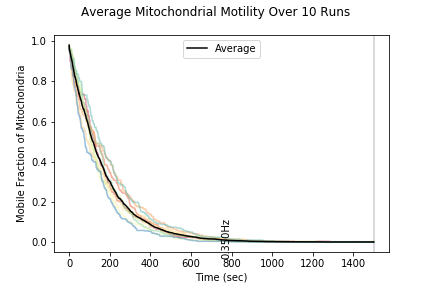 Average Mitochondrial Motility Over 10 Runs
Average
Mobile Fraction of Mitochondria
1.0
0.8
0.6
0.4
0.2
0.0
0.350Hz
0
200
400
600
800
1000
1200
1400
Time (sec)